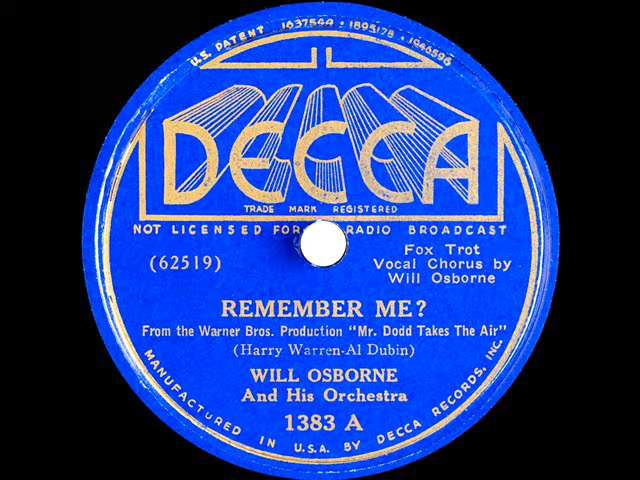 U.S. PATENT 1637544 · 1895175 · 1946596
DECCA
TRADE MARK REGISTERED
NOT LICENSED FOR RADIO BROADCAST
(62519)
Fox Trot
Vocal Chorus by
Will Osborne
REMEMBER ME?
From the Warner Bros. Production "Mr. Dodd Takes The Air"
(Harry Warren-Al Dubin)
WILL OSBORNE
And His Orchestra
1383 A
MANUFACTURED IN U.S.A. BY DECCA RECORDS, INC.